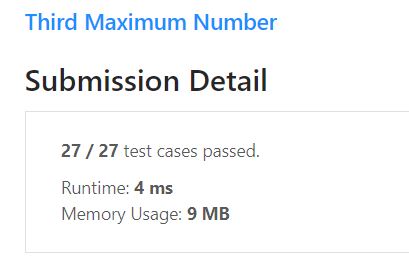 Third Maximum Number
Submission Detail
27 / 27 test cases passed.
Runtime: 4 ms
Memory Usage: 9 MB